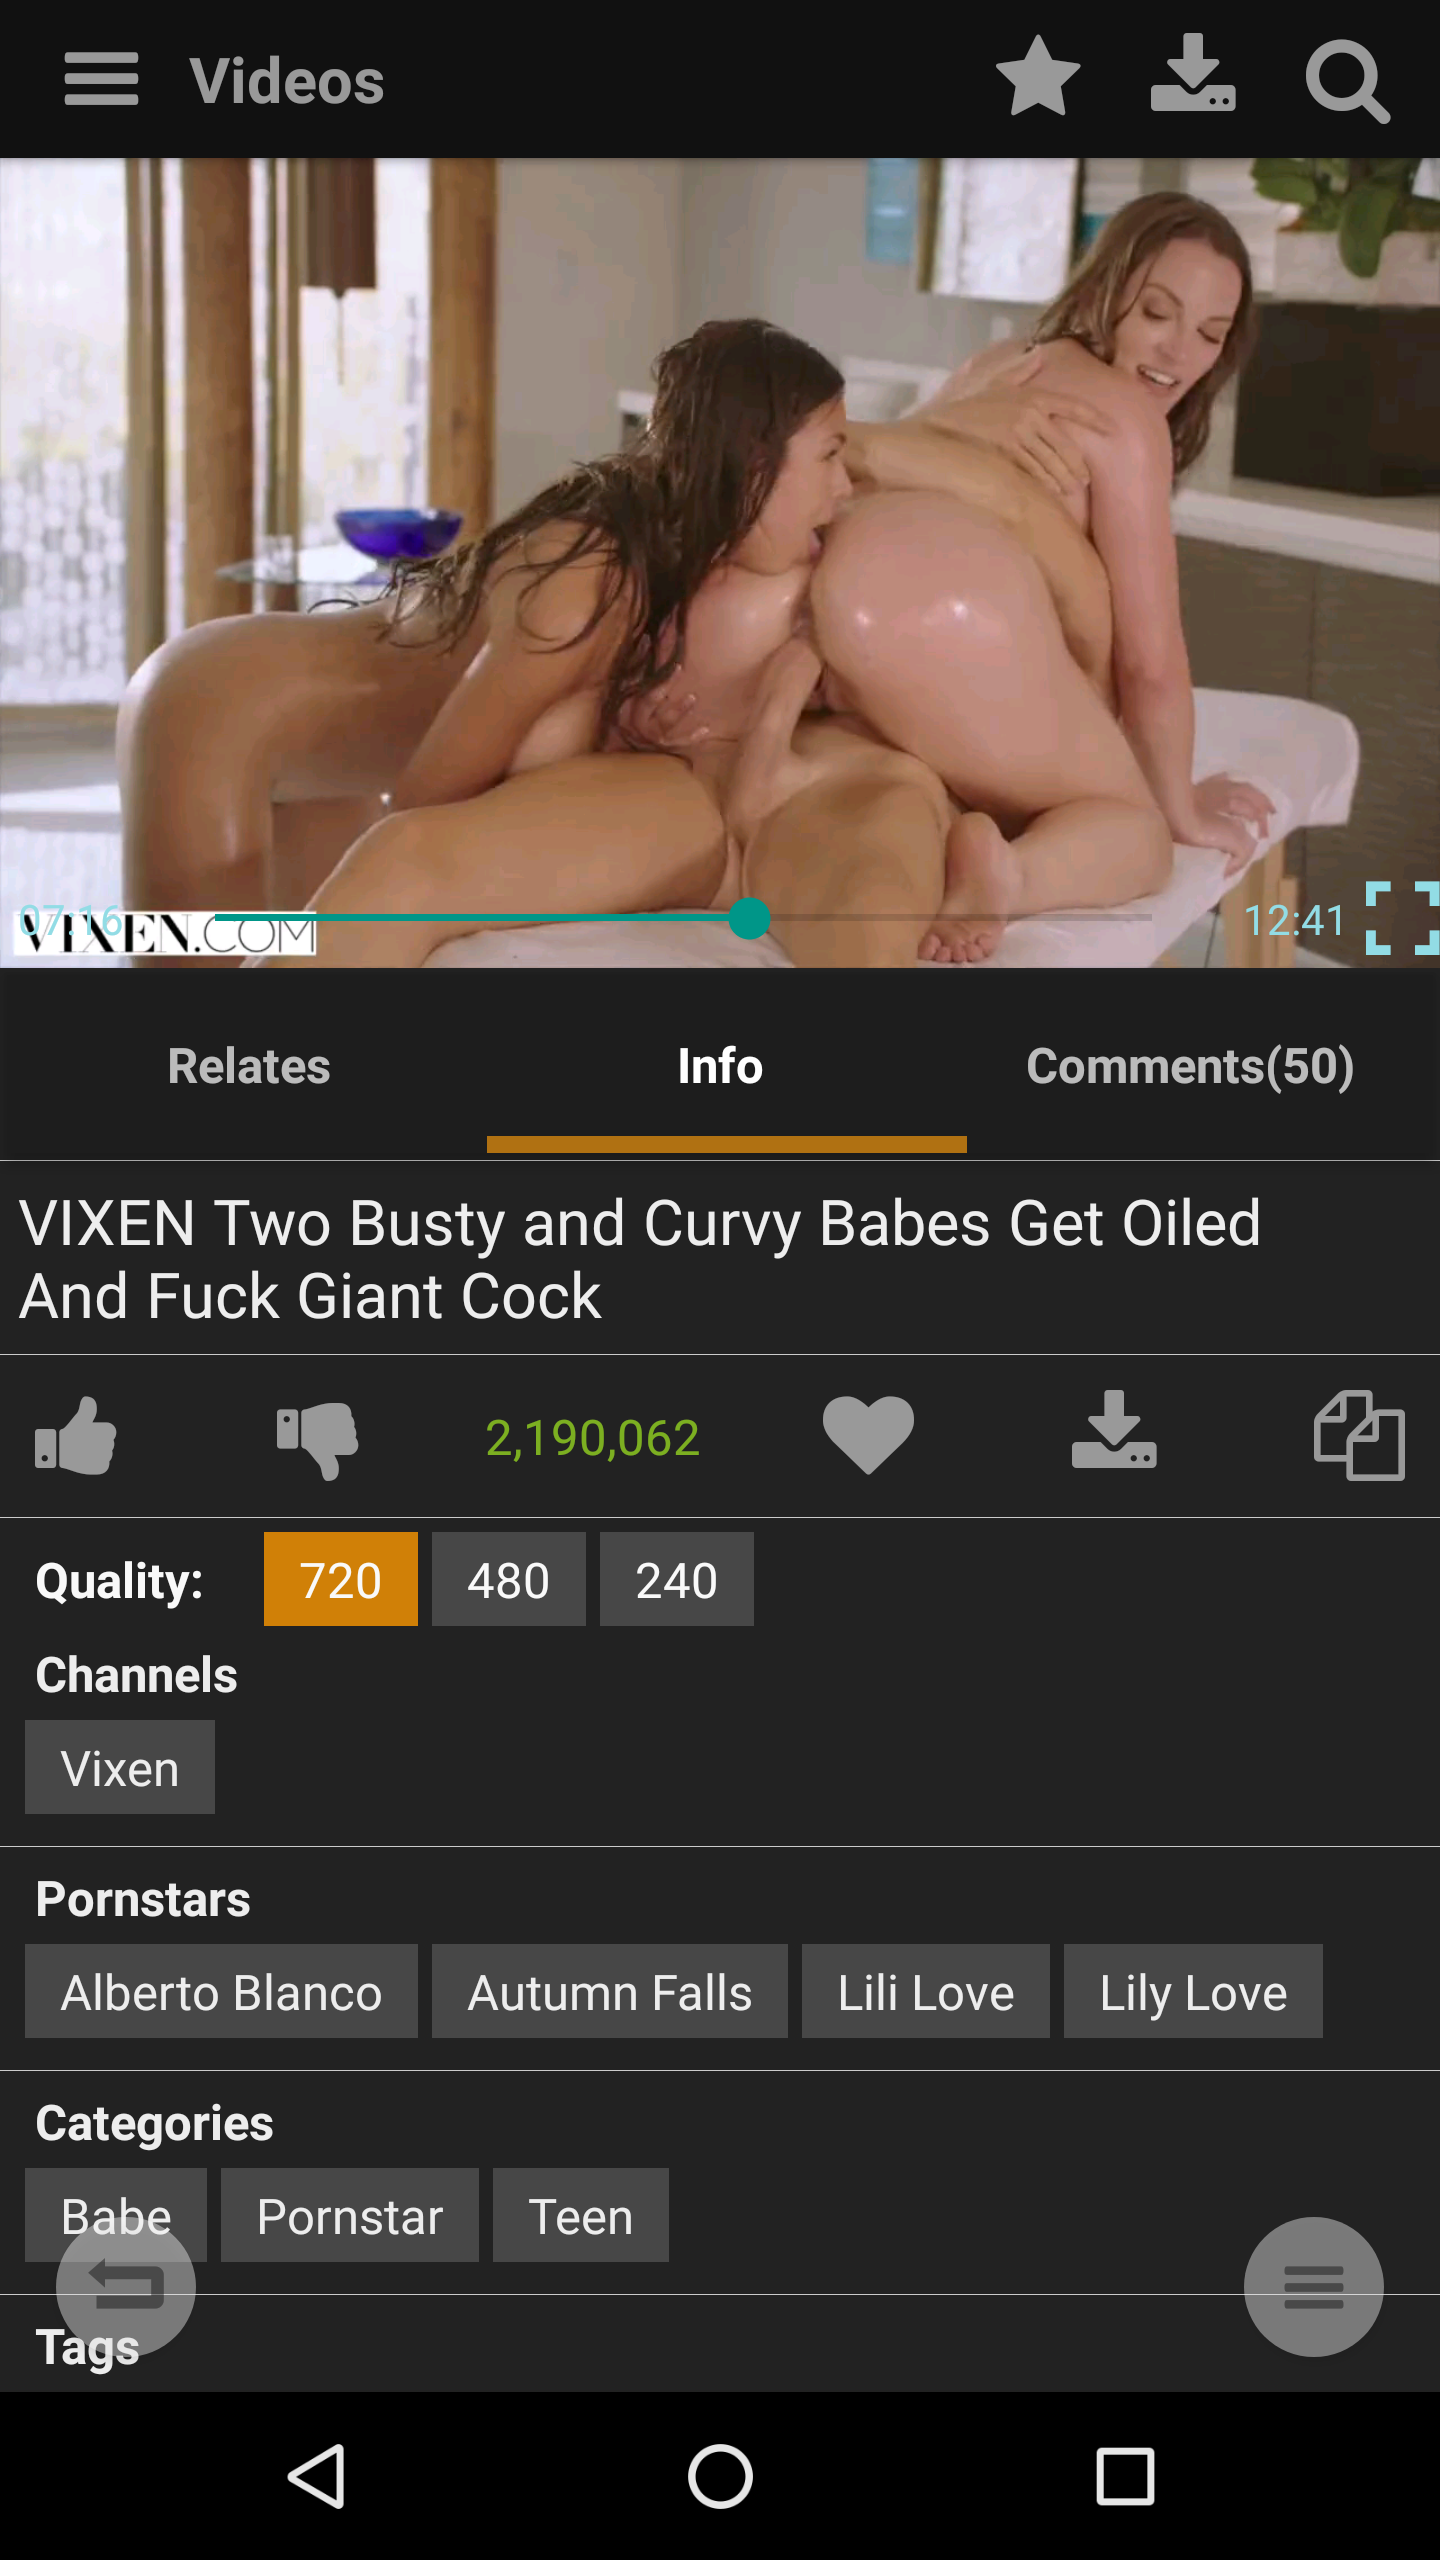 Videos
07:16
VIXEN.COM
12:41
Relates
Info
Comments(50)
VIXEN Two Busty and Curvy Babes Get Oiled
And Fuck Giant Cock
2,190,062
Quality:
720
480
240
Channels
Vixen
Pornstars
Alberto Blanco
Autumn Falls
Lili Love
Lily Love
Categories
Babe
Pornstar
Teen
Tags